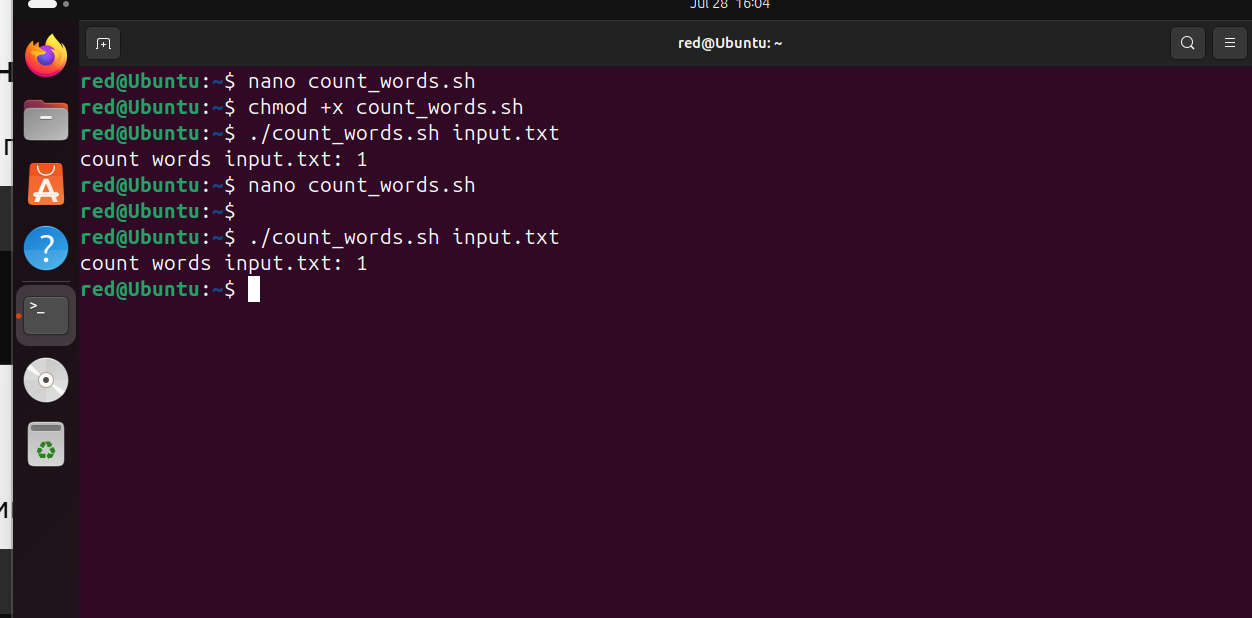 Jul 28 16:04
red@Ubuntu: ~
red@Ubuntu:~$ nano count_words.sh
red@Ubuntu:~$ chmod +x count_words.sh
red@Ubuntu:~$ ./count_words.sh input.txt
count words input.txt: 1
red@Ubuntu:~$ nano count_words.sh
red@Ubuntu:~$
red@Ubuntu:~$ ./count_words.sh input.txt
count words input.txt: 1
red@Ubuntu:~$